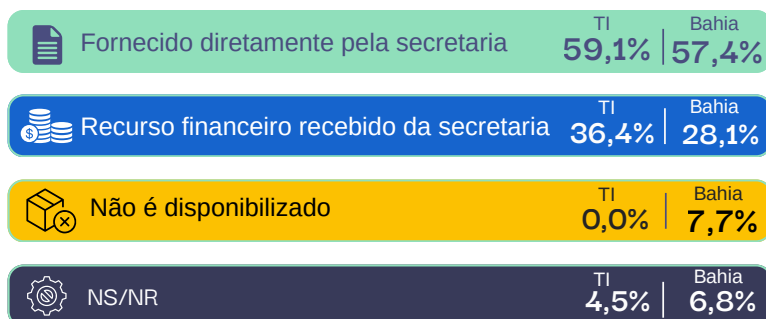 TI Bahia
Fornecido diretamente pela secretaria 59,1% 57,4%
TI Bahia
$ Recurso financeiro recebido da secretaria 36,4% 28,1%
TI Bahia
Não é disponibilizado 0,0% 7,7%
TI Bahia
NS/NR 4,5% 6,8%